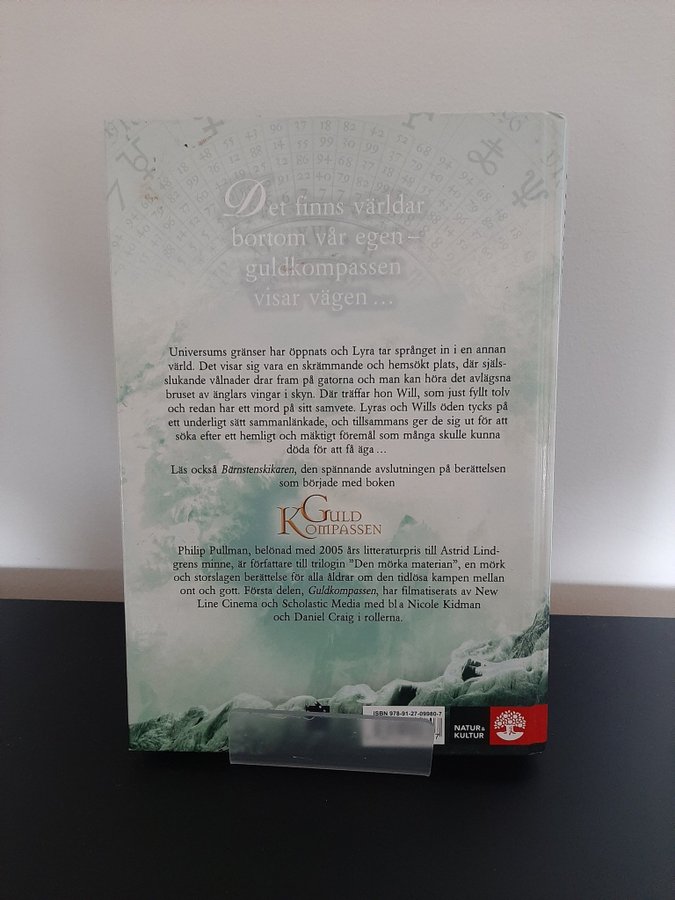 Det finns världar
bortom vår egen –
guldkompassen
visar vägen ...
Universums gränser har öppnats och Lyra tar språnget in i en annan
värld. Det visar sig vara en skrämmande och hemsökt plats, där själs-
slukande vålnader drar fram på gatorna och man kan höra det avlägsna
bruset av änglars vingar i skyn. Där träffar hon Will, som just fyllt tolv
och redan har ett mord på sitt samvete. Lyras och Wills öden tycks på
ett underligt sätt sammanlänkade, och tillsammans ger de sig ut för att
söka efter ett hemligt och mäktigt föremål som många skulle kunna
döda för att få äga ...
Läs också Bärnstenskikaren, den spännande avslutningen på berättelsen
som började med boken
GULD
KOMPASSEN
Philip Pullman, belönad med 2005 års litteraturpris till Astrid Lind-
grens minne, är författare till trilogin "Den mörka materian", en mörk
och storslagen berättelse för alla åldrar om den tidlösa kampen mellan
ont och gott. Första delen, Guldkompassen, har filmatiserats av New
Line Cinema och Scholastic Media med bl a Nicole Kidman
och Daniel Craig i rollerna.
ISBN 978-91-27-09980-7
NATUR &
KULTUR